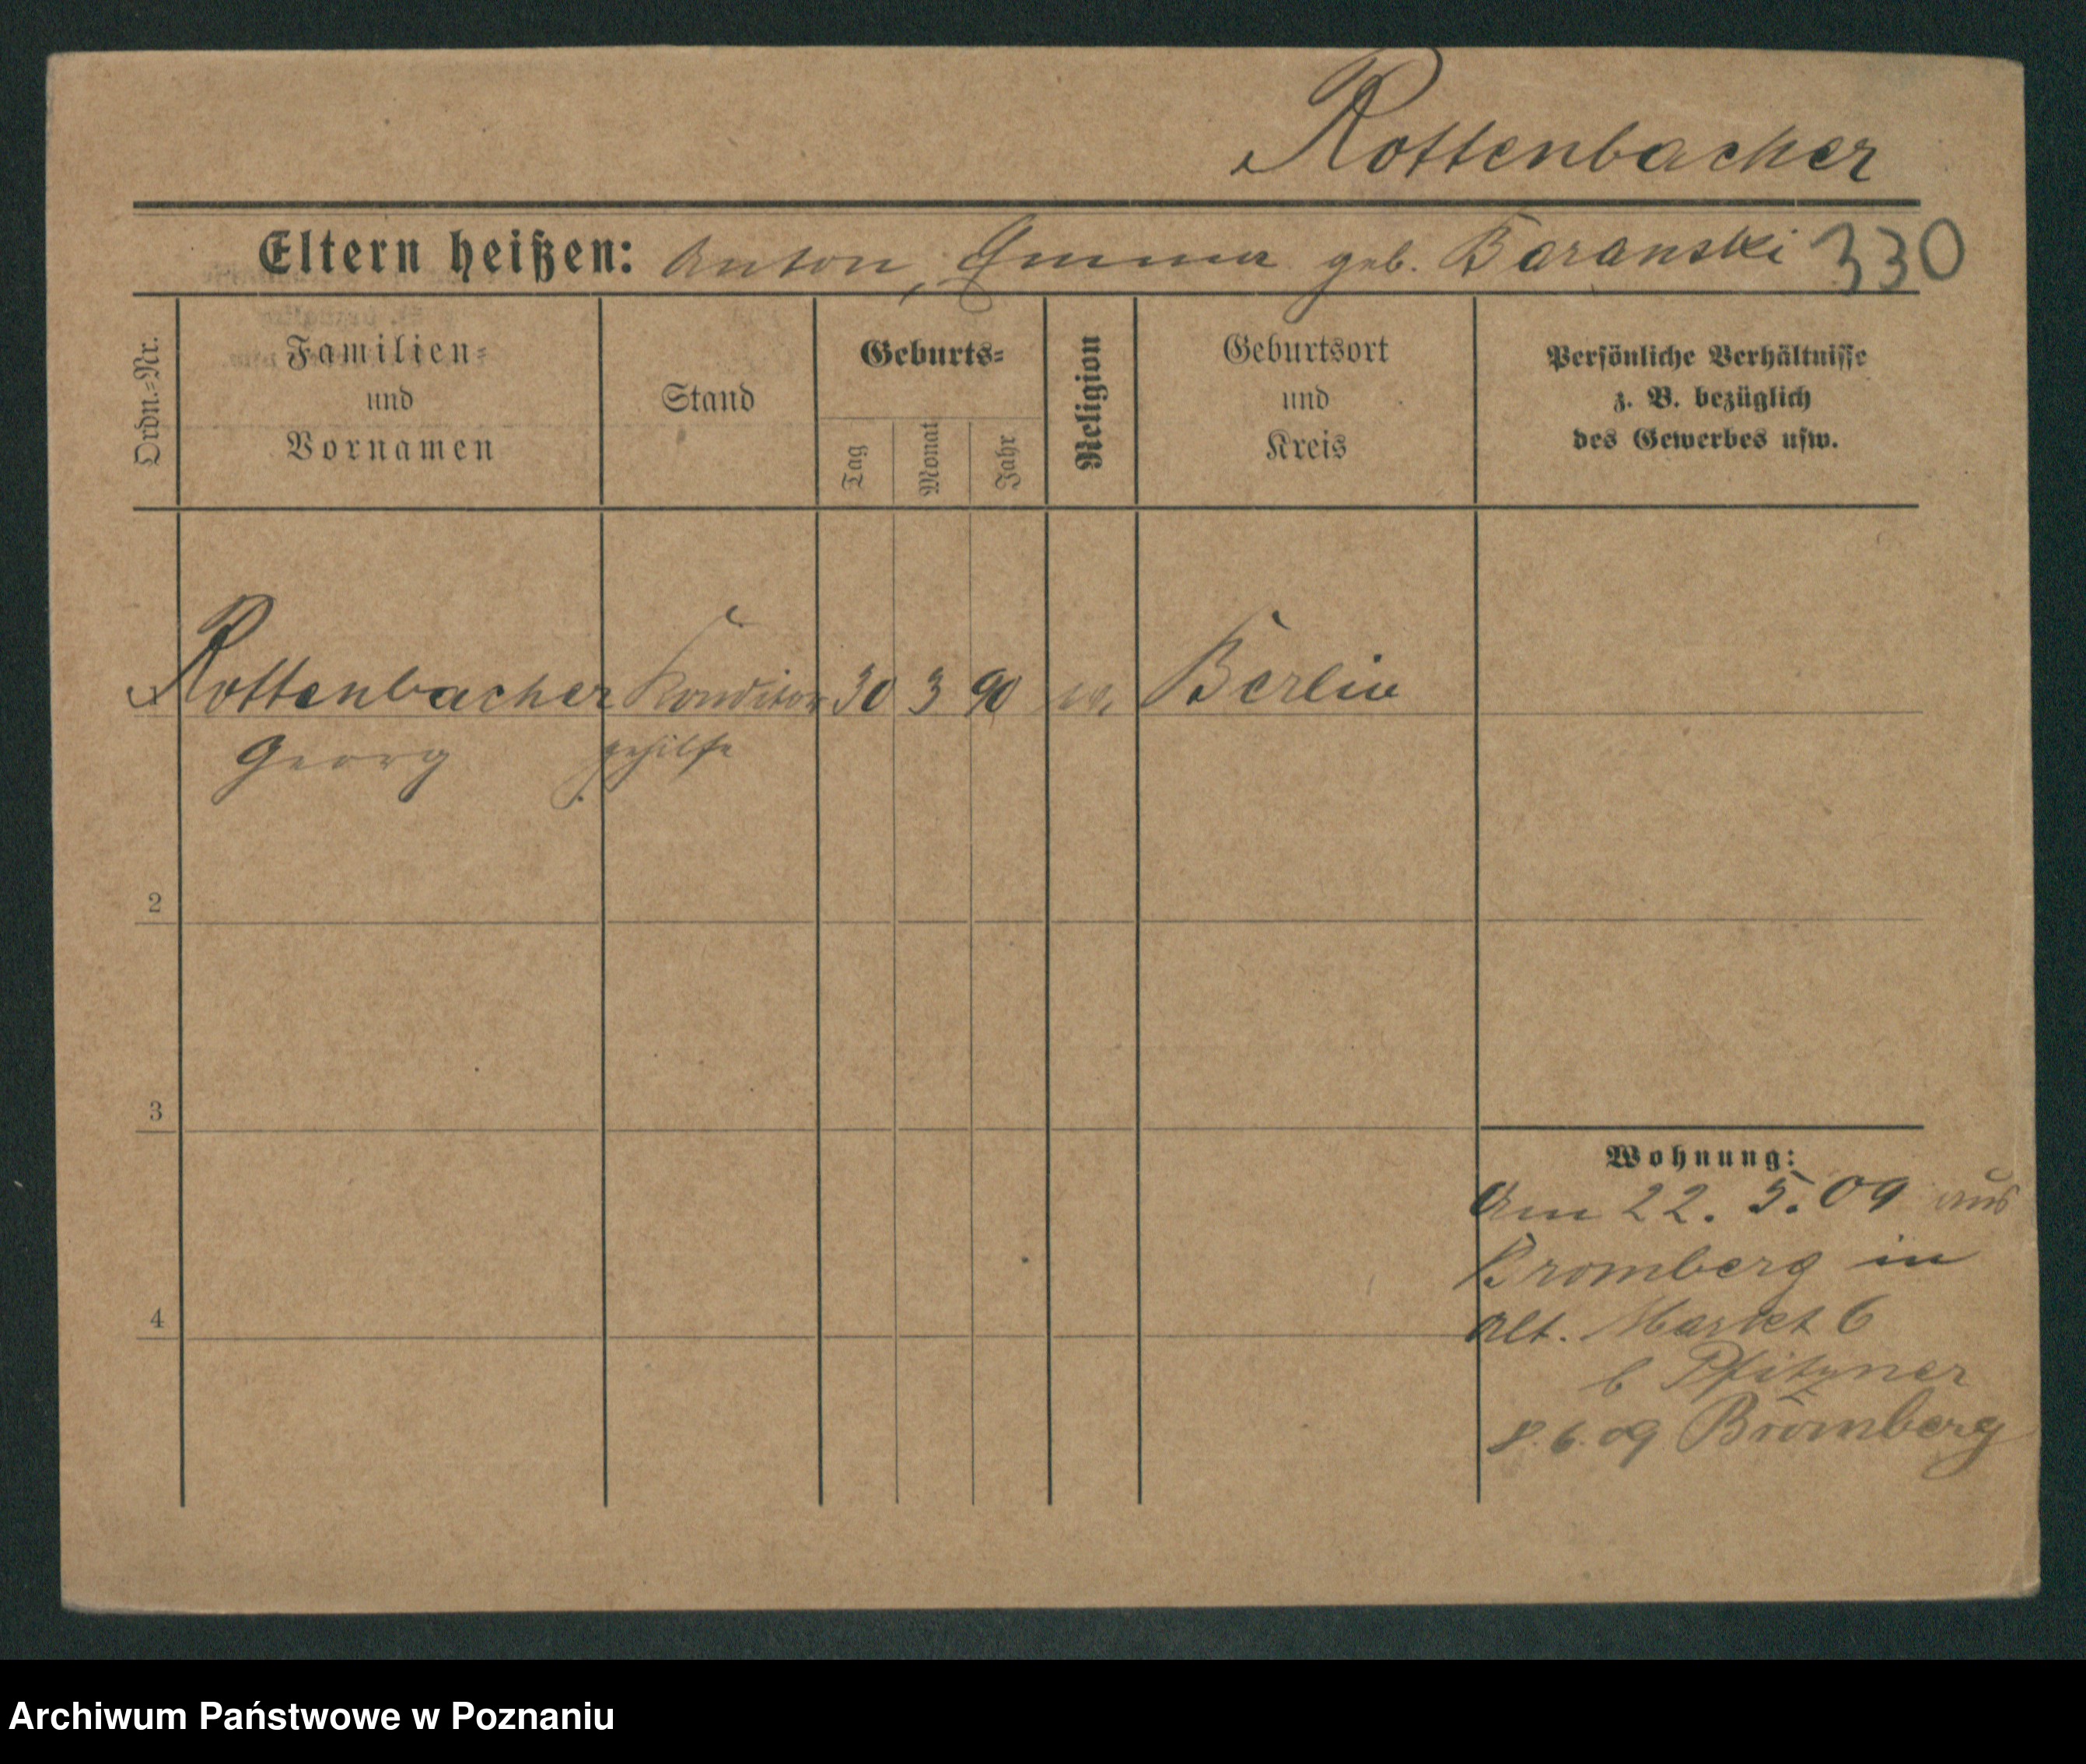 Rottenbacher
Eltern heißen: Anton, Emma geb. Baranski 330
Ordn.-Nr.
Familien-
und
Vornamen
Stand
Geburts-
Tag
Monat
Jahr
Religion
Geburtsort
und
Kreis
Persönliche Verhältnisse
z. B. bezüglich
des Gewerbes usw.
Rottenbacher Konditor 30 3 90 ev. Berlin
Georg gehilfe
2
3
4
Wohnung:
Am 22. 5. 09 aus
Bromberg in
Alt. Markt 6
b Pfitzner
8. 6. 09 Bromberg
Archiwum Państwowe w Poznaniu